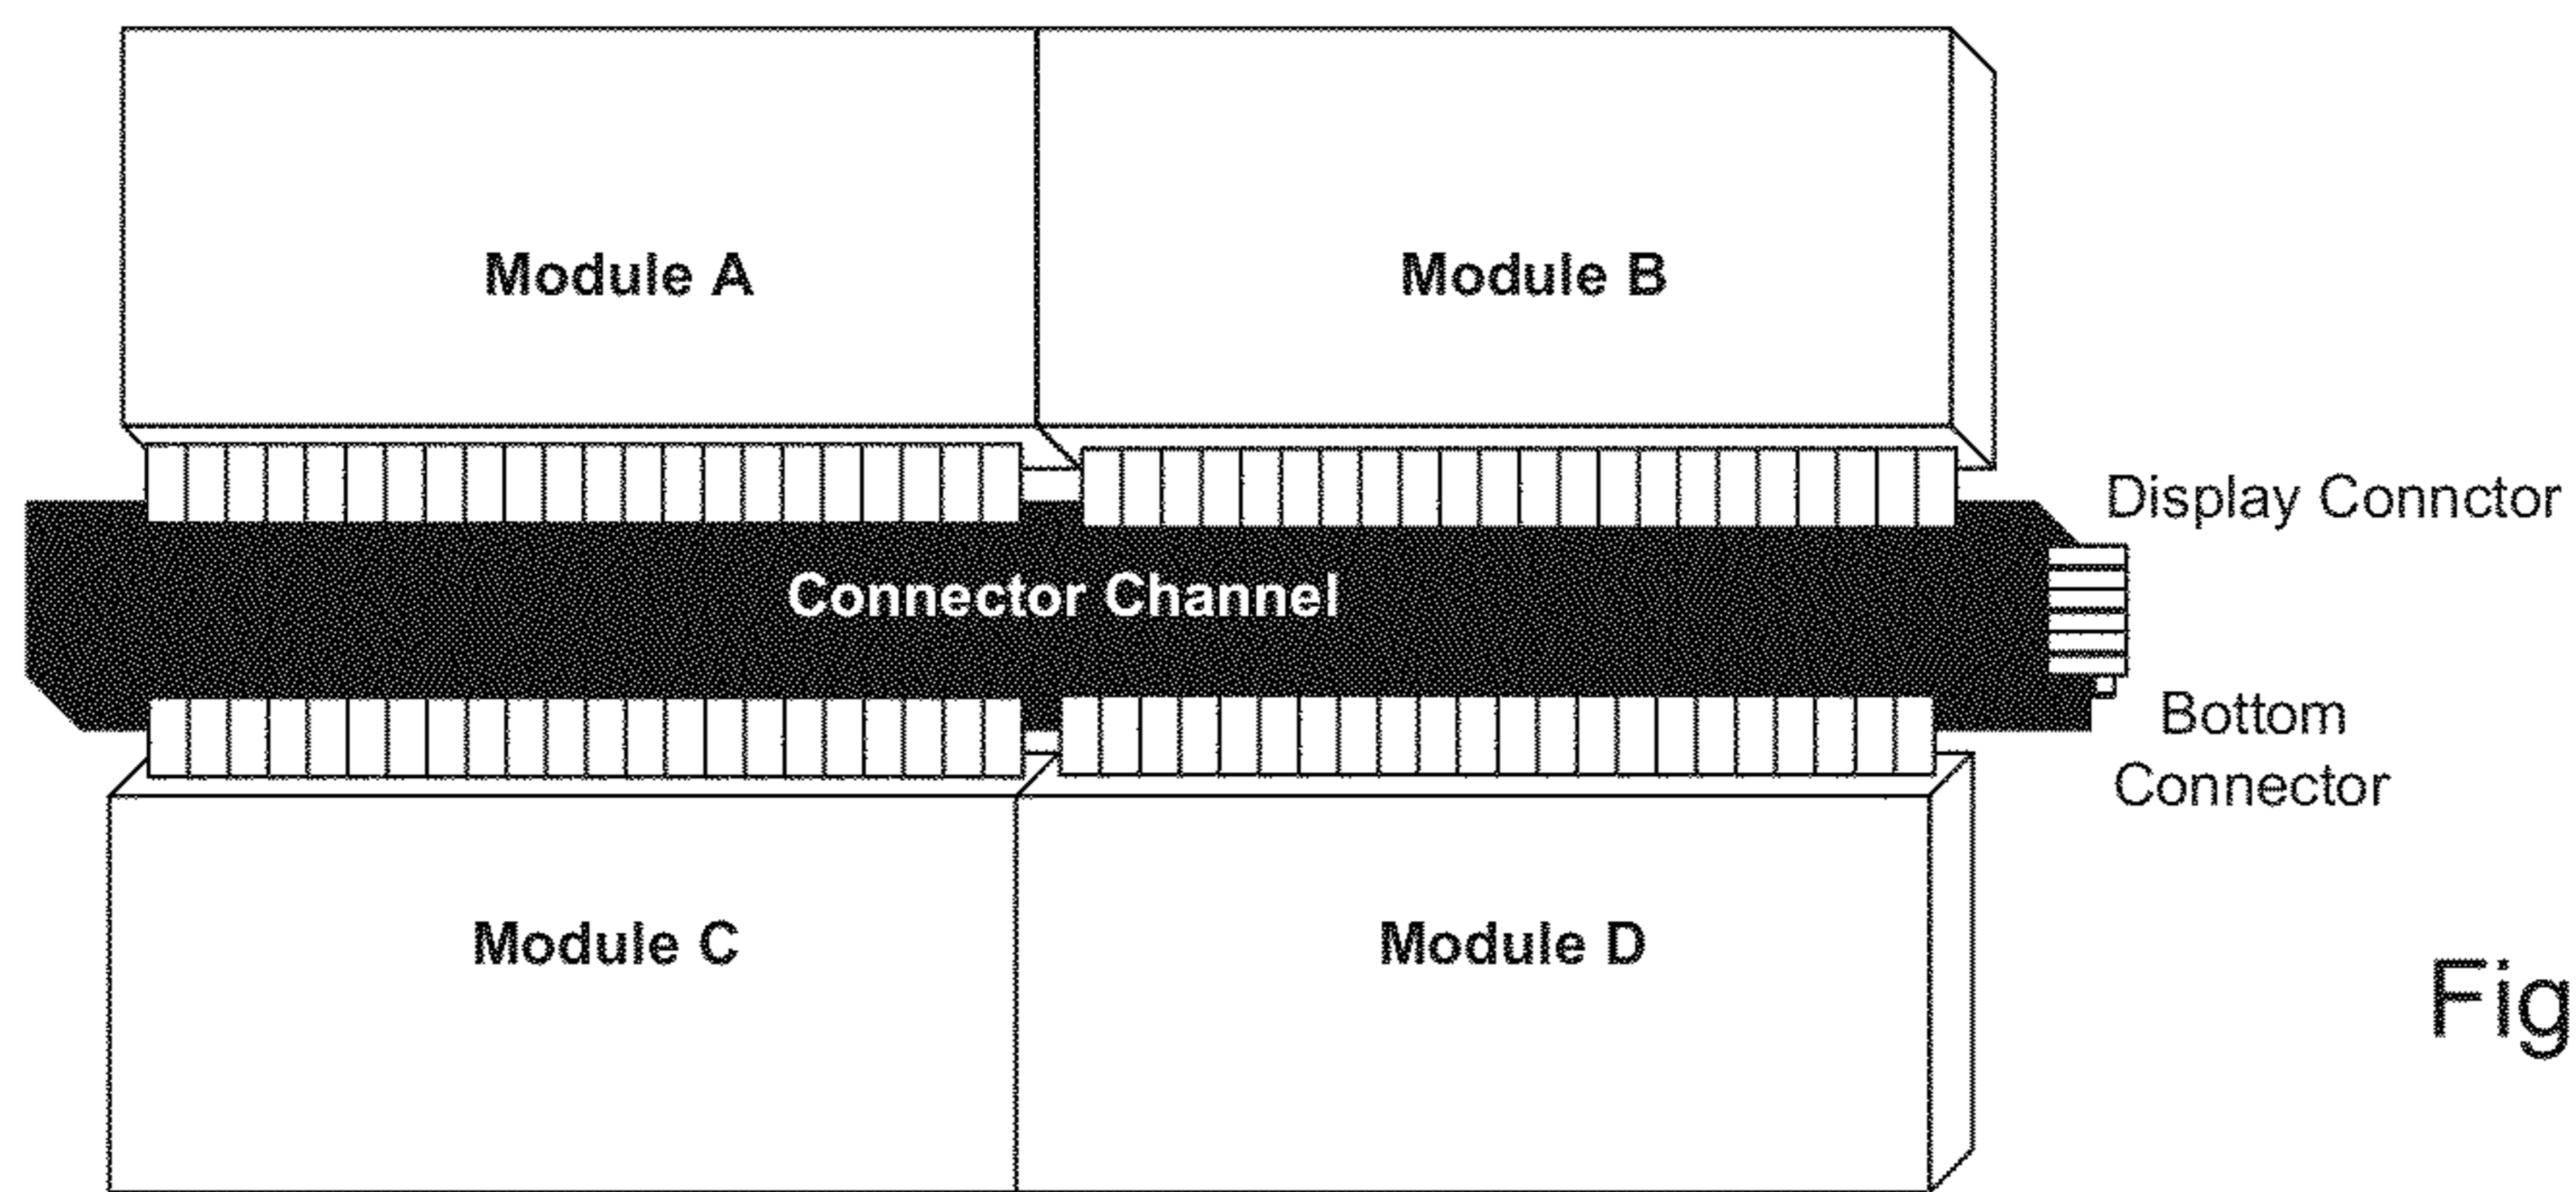 Module A
Module B
Display Connctor
Connector Channel
Bottom
Connector
Module C
Module D
Fig